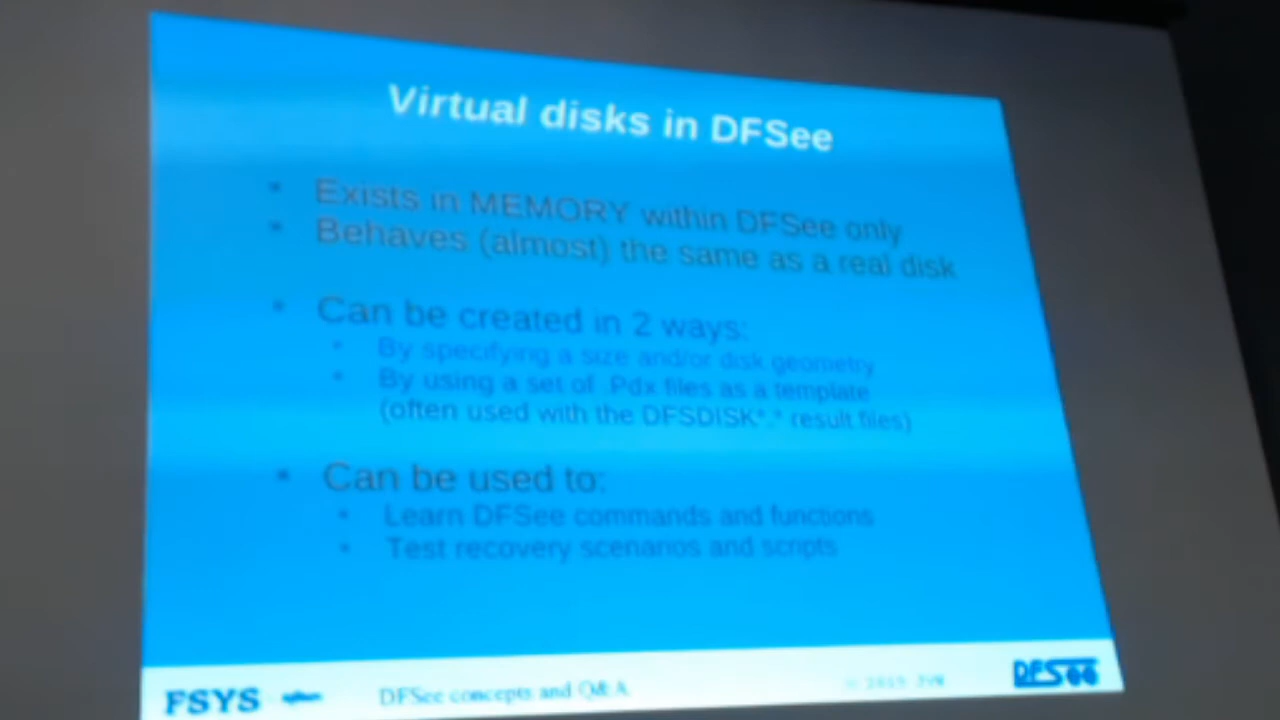 Virtual disks in DFSee
• Exists in MEMORY within DFSee only
• Behaves (almost) the same as a real disk
• Can be created in 2 ways:
• By specifying a size and/or disk geometry
• By using a set of .Pdx files as a template
(often used with the DFSDISK*.* result files)
• Can be used to:
• Learn DFSee commands and functions
• Test recovery scenarios and scripts
FSYS
DFSee concepts and Q&A
DFSee